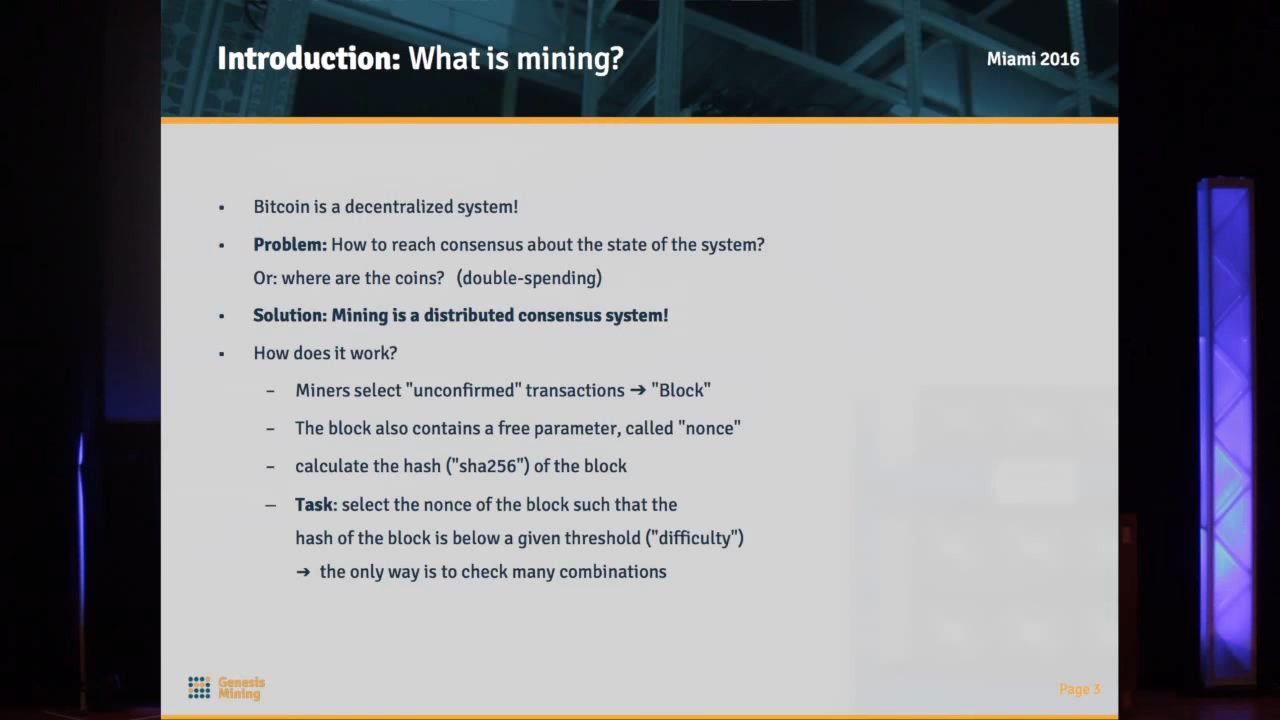 Introduction: What is mining?
Miami 2016
▪ Bitcoin is a decentralized system!
▪ Problem: How to reach consensus about the state of the system?
Or: where are the coins? (double-spending)
▪ Solution: Mining is a distributed consensus system!
▪ How does it work?
– Miners select "unconfirmed" transactions ➔ "Block"
– The block also contains a free parameter, called "nonce"
– calculate the hash ("sha256") of the block
– Task: select the nonce of the block such that the
hash of the block is below a given threshold ("difficulty")
➔ the only way is to check many combinations
Genesis
Mining
Page 3